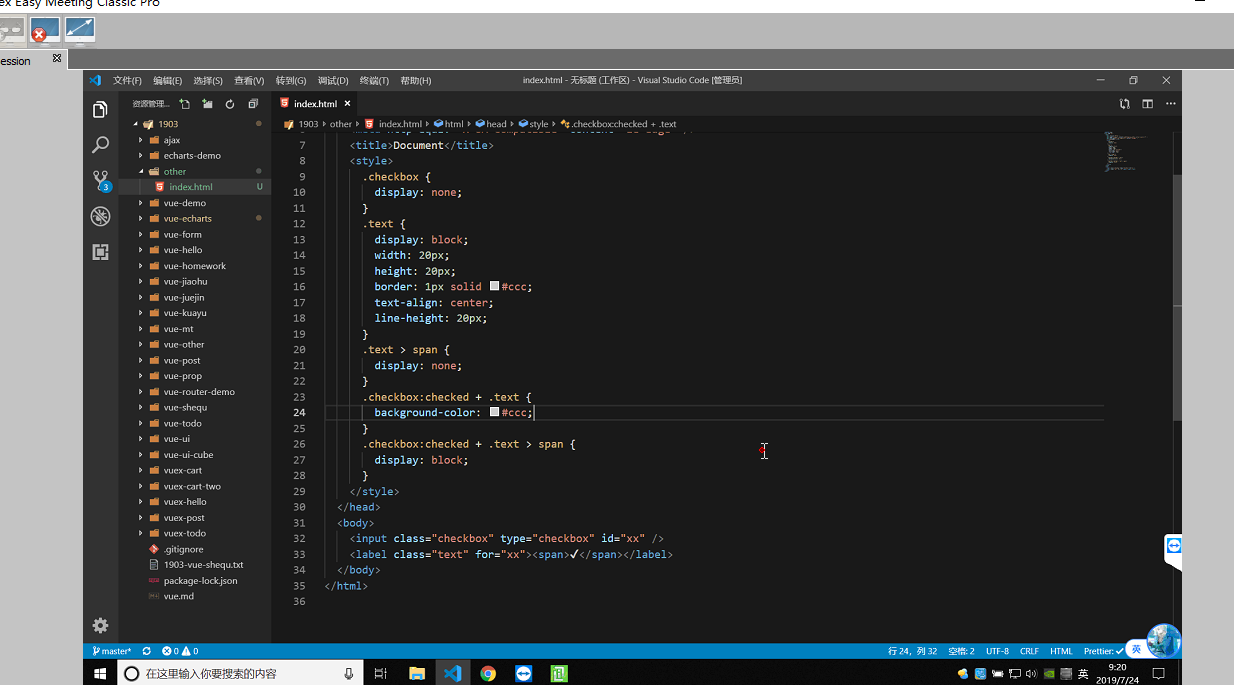 ex Easy Meeting Classic Pro
ession
文件(F) 编辑(E) 选择(S) 查看(V) 转到(G) 调试(D) 终端(T) 帮助(H)
index.html - 无标题 (工作区) - Visual Studio Code [管理员]
资源管理...
index.html
1903 › other › index.html › html › head › style › .checkbox:checked + .text
1903
ajax
echarts-demo
other
index.html U
vue-demo
vue-echarts
vue-form
vue-hello
vue-homework
vue-jiaohu
vue-juejin
vue-kuayu
vue-mt
vue-other
vue-post
vue-prop
vue-router-demo
vue-shequ
vue-todo
vue-ui
vue-ui-cube
vuex-cart
vuex-cart-two
vuex-hello
vuex-post
vuex-todo
.gitignore
1903-vue-shequ.txt
package-lock.json
vue.md
3
7 <title>Document</title>
8 <style>
9 .checkbox {
10 display: none;
11 }
12 .text {
13 display: block;
14 width: 20px;
15 height: 20px;
16 border: 1px solid #ccc;
17 text-align: center;
18 line-height: 20px;
19 }
20 .text > span {
21 display: none;
22 }
23 .checkbox:checked + .text {
24 background-color: #ccc;
25 }
26 .checkbox:checked + .text > span {
27 display: block;
28 }
29 </style>
30 </head>
31 <body>
32 <input class="checkbox" type="checkbox" id="xx" />
33 <label class="text" for="xx"><span>✓</span></label>
34 </body>
35 </html>
36
master* 0 0
行 24，列 32 空格: 2 UTF-8 CRLF HTML Prettier: ✓
英
在这里输入你要搜索的内容
英
9:20
2019/7/24